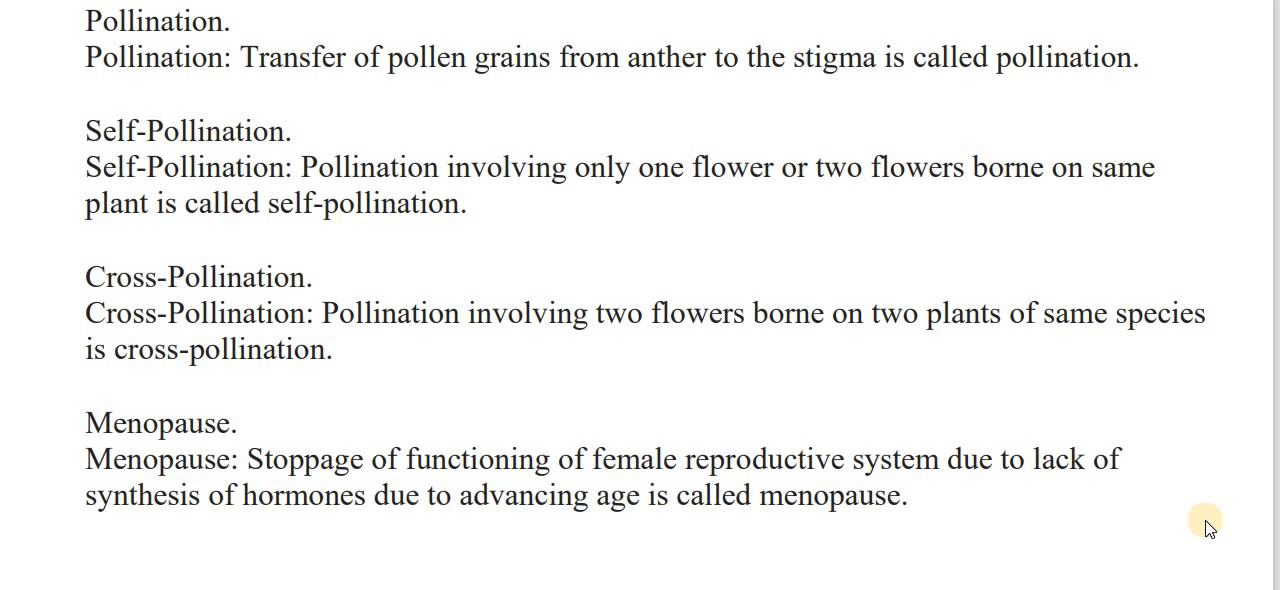 Pollination.
Pollination: Transfer of pollen grains from anther to the stigma is called pollination.
Self-Pollination.
Self-Pollination: Pollination involving only one flower or two flowers borne on same
plant is called self-pollination.
Cross-Pollination.
Cross-Pollination: Pollination involving two flowers borne on two plants of same species
is cross-pollination.
Menopause.
Menopause: Stoppage of functioning of female reproductive system due to lack of
synthesis of hormones due to advancing age is called menopause.